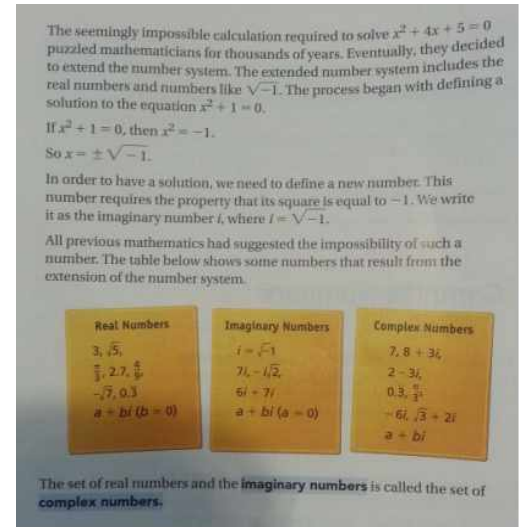 The seemingly impossible calculation required to solve x² + 4x + 5 = 0
puzzled mathematicians for thousands of years. Eventually, they decided
to extend the number system. The extended number system includes the
real numbers and numbers like √−1. The process began with defining a
solution to the equation x² + 1 = 0.
If x² + 1 = 0, then x² = −1.
So x = ±√−1.
In order to have a solution, we need to define a new number. This
number requires the property that its square is equal to −1. We write
it as the imaginary number i, where i = √−1.
All previous mathematics had suggested the impossibility of such a
number. The table below shows some numbers that result from the
extension of the number system.
Real Numbers
3, √5,
2.7,
−√7, 0.3
a + bi (b = 0)
Imaginary Numbers
i = √−1
7i, −i√2,
6i + 7i
a + bi (a = 0)
Complex Numbers
7, 8 + 3i,
2 − 3i,
0.3,
−6i, √3 + 2i
a + bi
The set of real numbers and the imaginary numbers is called the set of
complex numbers.